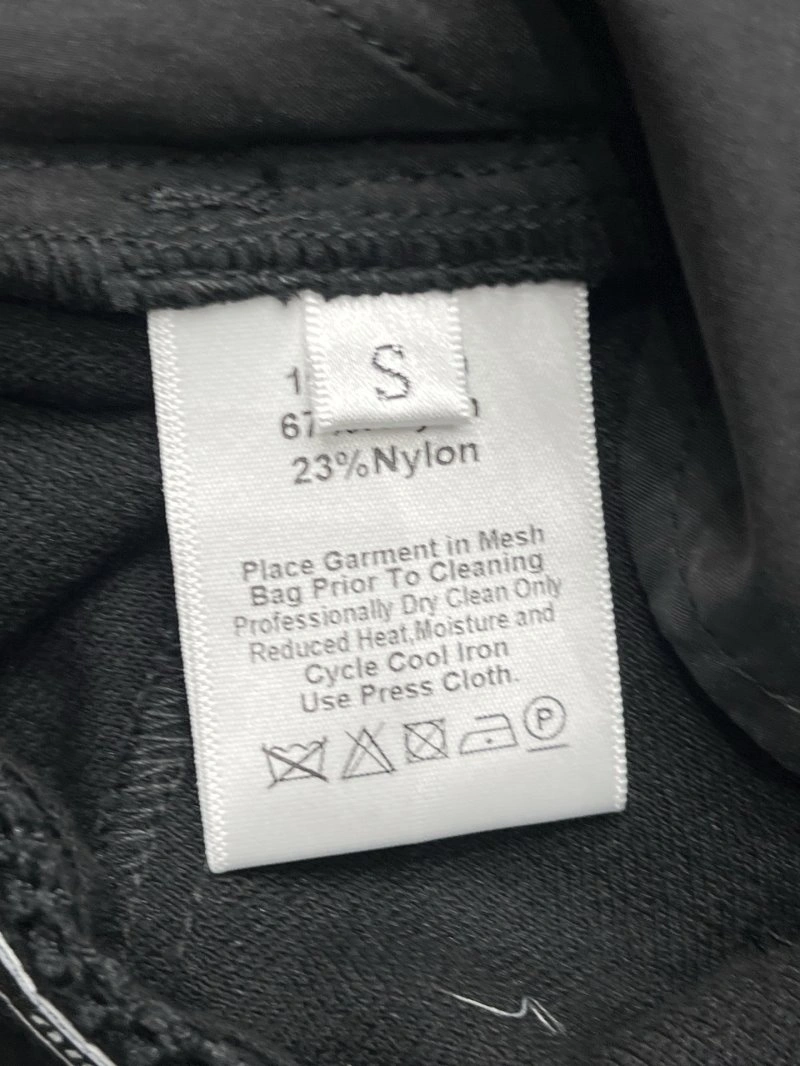 S
23%Nylon
Place Garment in Mesh
Bag Prior To Cleaning
Professionally Dry Clean Only
Reduced Heat,Moisture and
Cycle Cool Iron
Use Press Cloth.
P